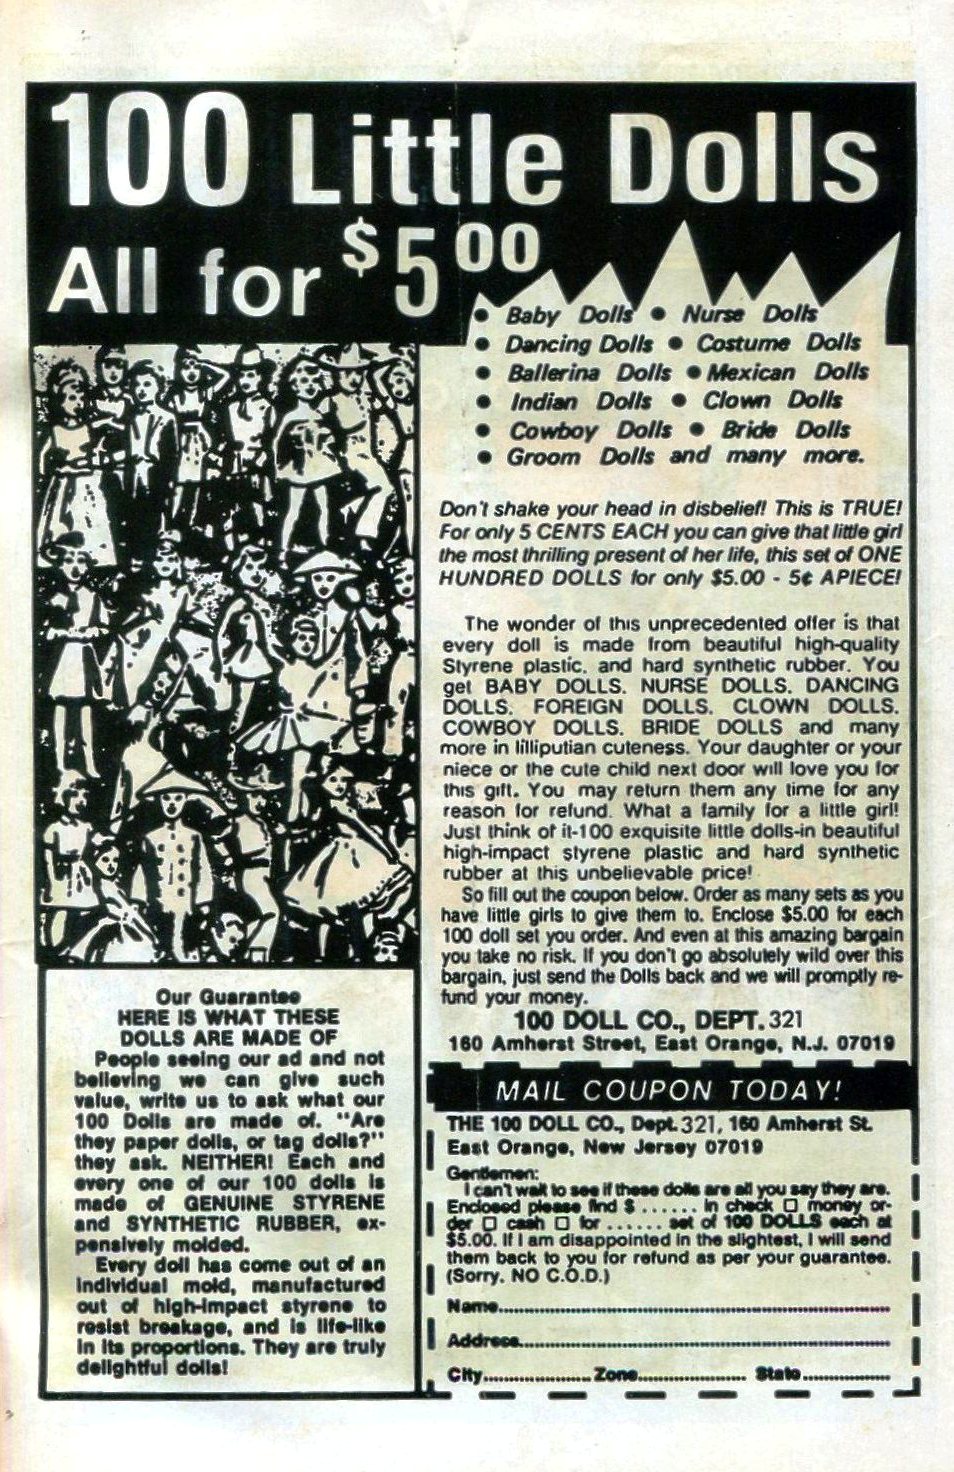 100 Little Dolls
All for $5.00
• Baby Dolls • Nurse Dolls
• Dancing Dolls • Costume Dolls
• Ballerina Dolls • Mexican Dolls
• Indian Dolls • Clown Dolls
• Cowboy Dolls • Bride Dolls
• Groom Dolls and many more.
Don't shake your head in disbelief! This is TRUE!
For only 5 CENTS EACH you can give that little girl
the most thrilling present of her life, this set of ONE
HUNDRED DOLLS for only $5.00 - 5¢ APIECE!
The wonder of this unprecedented offer is that
every doll is made from beautiful high-quality
Styrene plastic, and hard synthetic rubber. You
get BABY DOLLS. NURSE DOLLS. DANCING
DOLLS. FOREIGN DOLLS. CLOWN DOLLS.
COWBOY DOLLS. BRIDE DOLLS and many
more in lilliputian cuteness. Your daughter or your
niece or the cute child next door will love you for
this gift. You may return them any time for any
reason for refund. What a family for a little girl!
Just think of it-100 exquisite little dolls-in beautiful
high-impact styrene plastic and hard synthetic
rubber at this unbelievable price!
So fill out the coupon below. Order as many sets as you
have little girls to give them to. Enclose $5.00 for each
100 doll set you order. And even at this amazing bargain
you take no risk. If you don't go absolutely wild over this
bargain, just send the Dolls back and we will promptly re-
fund your money.
100 DOLL CO., DEPT. 321
160 Amherst Street, East Orange, N.J. 07019
Our Guarantee
HERE IS WHAT THESE
DOLLS ARE MADE OF
People seeing our ad and not
believing we can give such
value, write us to ask what our
100 Dolls are made of. "Are
they paper dolls, or tag dolls?"
they ask. NEITHER! Each and
every one of our 100 dolls is
made of GENUINE STYRENE
and SYNTHETIC RUBBER, ex-
pensively molded.
Every doll has come out of an
individual mold, manufactured
out of high-impact styrene to
resist breakage, and is life-like
in its proportions. They are truly
delightful dolls!
MAIL COUPON TODAY!
THE 100 DOLL CO., Dept. 321, 160 Amherst St.
East Orange, New Jersey 07019
Gentlemen:
I can't wait to see if these dolls are all you say they are.
Enclosed please find $ ...... in check □ money or-
der □ cash □ for ...... set of 100 DOLLS each at
$5.00. If I am disappointed in the slightest, I will send
them back to you for refund as per your guarantee.
(Sorry. NO C.O.D.)
Name...
Address...
City... Zone... State...